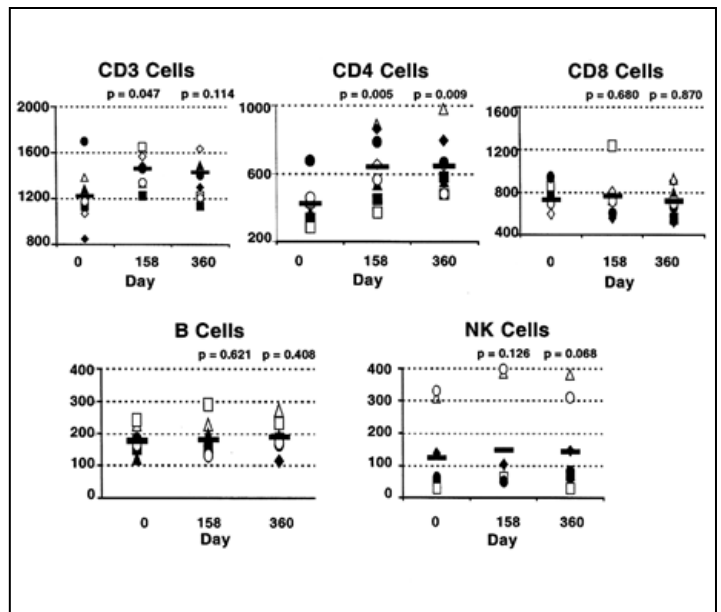 CD3 Cells
p = 0.047 p = 0.114
2000
1600
1200
800
0 158 360
Day
CD4 Cells
p = 0.005 p = 0.009
1000
600
200
0 158 360
Day
CD8 Cells
p = 0.680 p = 0.870
1600
1200
800
400
0 158 360
Day
B Cells
p = 0.621 p = 0.408
400
300
200
100
0
0 158 360
Day
NK Cells
p = 0.126 p = 0.068
400
300
200
100
0
0 158 360
Day